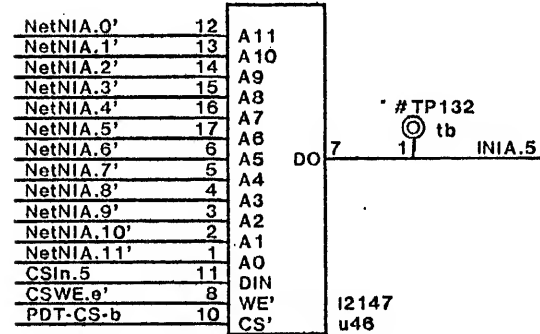 NetNIA.0' 12 A11
NetNIA.1' 13 A10
NetNIA.2' 14 A9
NetNIA.3' 15 A8
NetNIA.4' 16 A7
NetNIA.5' 17 A6
NetNIA.6' 6 A5
NetNIA.7' 5 A4
NetNIA.8' 4 A3
NetNIA.9' 3 A2
NetNIA.10' 2 A1
NetNIA.11' 1 A0
CSIn.5 11 DIN
CSWE.e' 8 WE'
PDT-CS-b 10 CS'
#TP132
tb
DO 7 1 INIA.5
I2147
u46